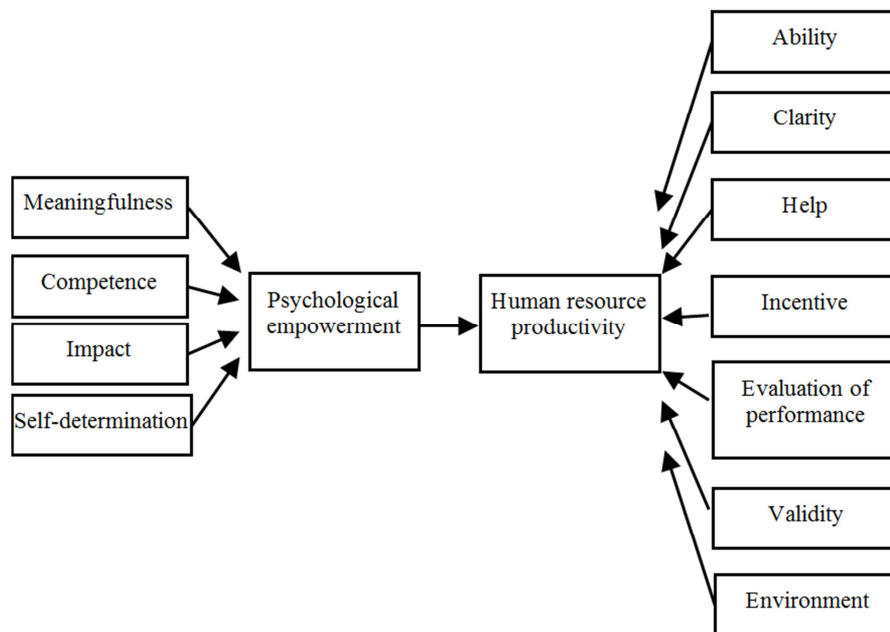 Meaningfulness
Competence
Impact
Self-determination
Psychological
empowerment
Human resource
productivity
Ability
Clarity
Help
Incentive
Evaluation of
performance
Validity
Environment